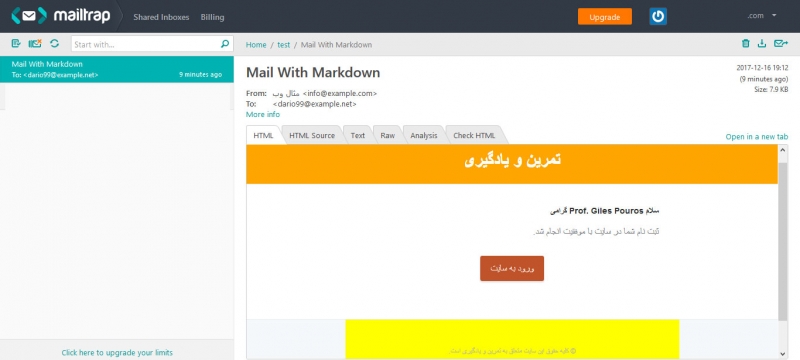 mailtrap
Shared Inboxes
Billing
Upgrade
.com
Start with...
Home / test / Mail With Markdown
Mail With Markdown
To: <dario99@example.net>
9 minutes ago
Mail With Markdown
2017-12-16 19:12
(9 minutes ago)
Size: 7.9 KB
From: مثال وب <info@example.com>
To: <dario99@example.net>
More info
HTML
HTML Source
Text
Raw
Analysis
Check HTML
Open in a new tab
تمرین و یادگیری
سلام Prof. Giles Pouros گرامی
ثبت نام شما در سایت با موفقیت انجام شد.
ورود به سایت
© کلیه حقوق این سایت متعلق به تمرین و یادگیری است.
Click here to upgrade your limits